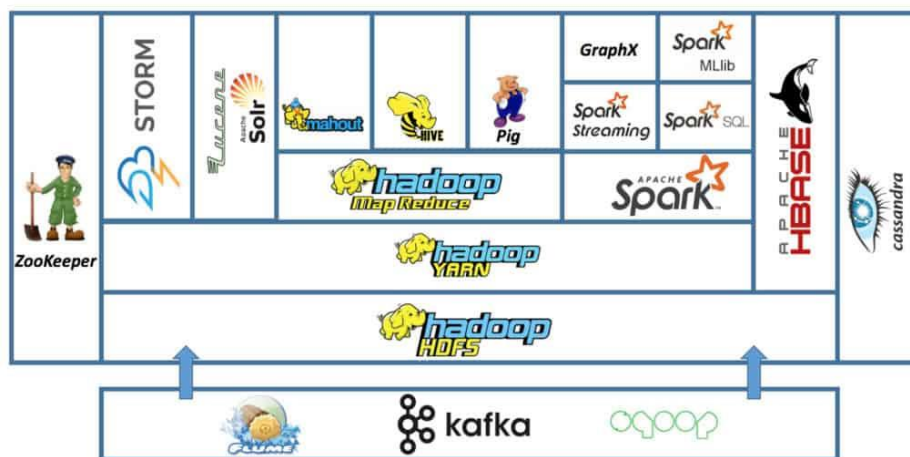 ZooKeeper
STORM
Lucene
Apache
Solr
mahout
HIVE
Pig
GraphX
Spark
MLlib
Spark
Streaming
Spark SQL
hadoop
Map Reduce
APACHE
Spark
APACHE
HBASE
cassandra
hadoop
YARN
hadoop
HDFS
FLUME
kafka
sqoop